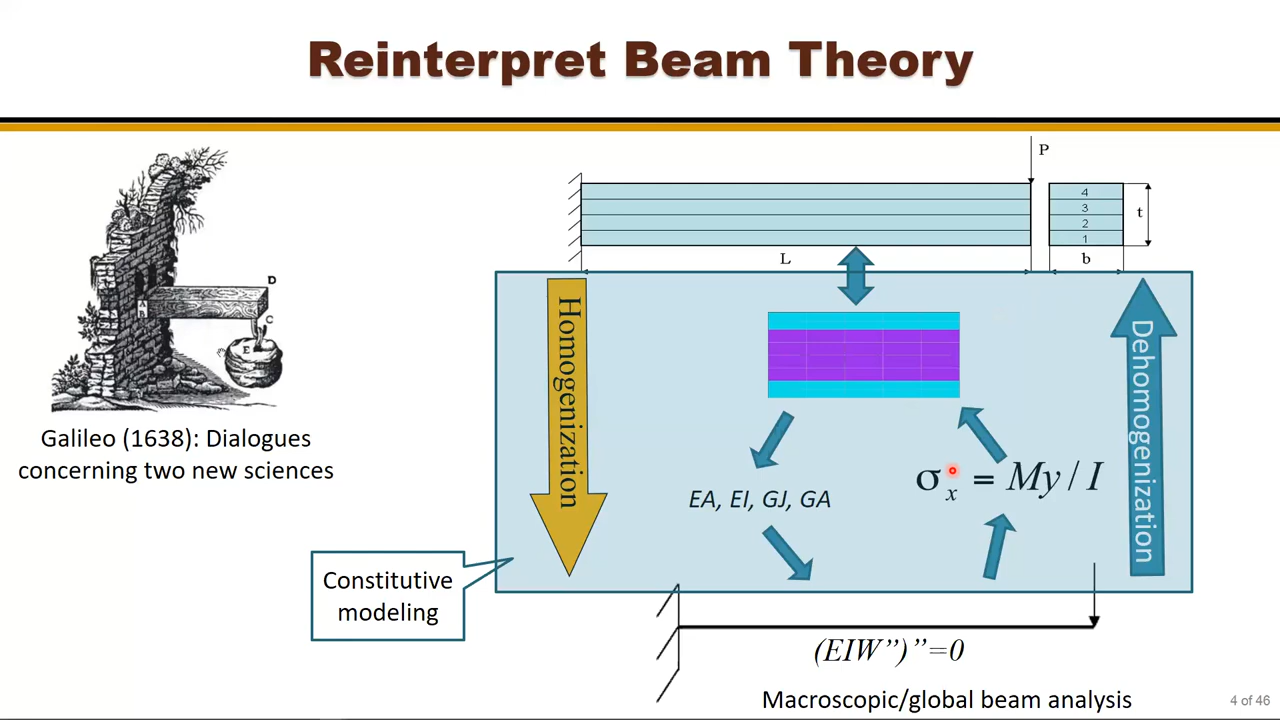 Reinterpret Beam Theory
D
C
E
A
B
Galileo (1638): Dialogues
concerning two new sciences
P
4
3
2
1
t
L
b
Homogenization
Dehomogenization
EA, EI, GJ, GA
σx = My / I
Constitutive
modeling
(EIW”)”=0
Macroscopic/global beam analysis
4 of 46